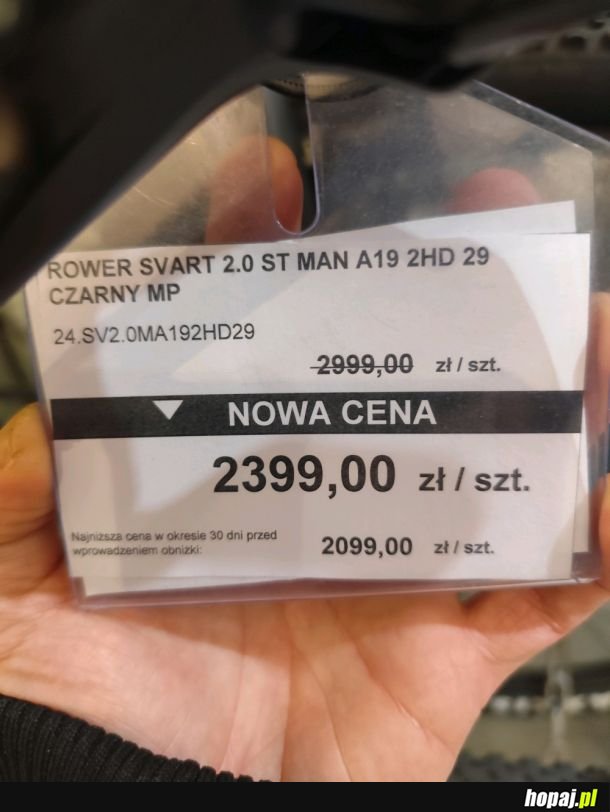 ROWER SVART 2.0 ST MAN A19 2HD 29
CZARNY MP
24.SV2.0MA192HD29
2999,00 zł / szt.
NOWA CENA
2399,00 zł / szt.
Najniższa cena w okresie 30 dni przed
wprowadzeniem obniżki:
2099,00 zł / szt.
hopaj.pl